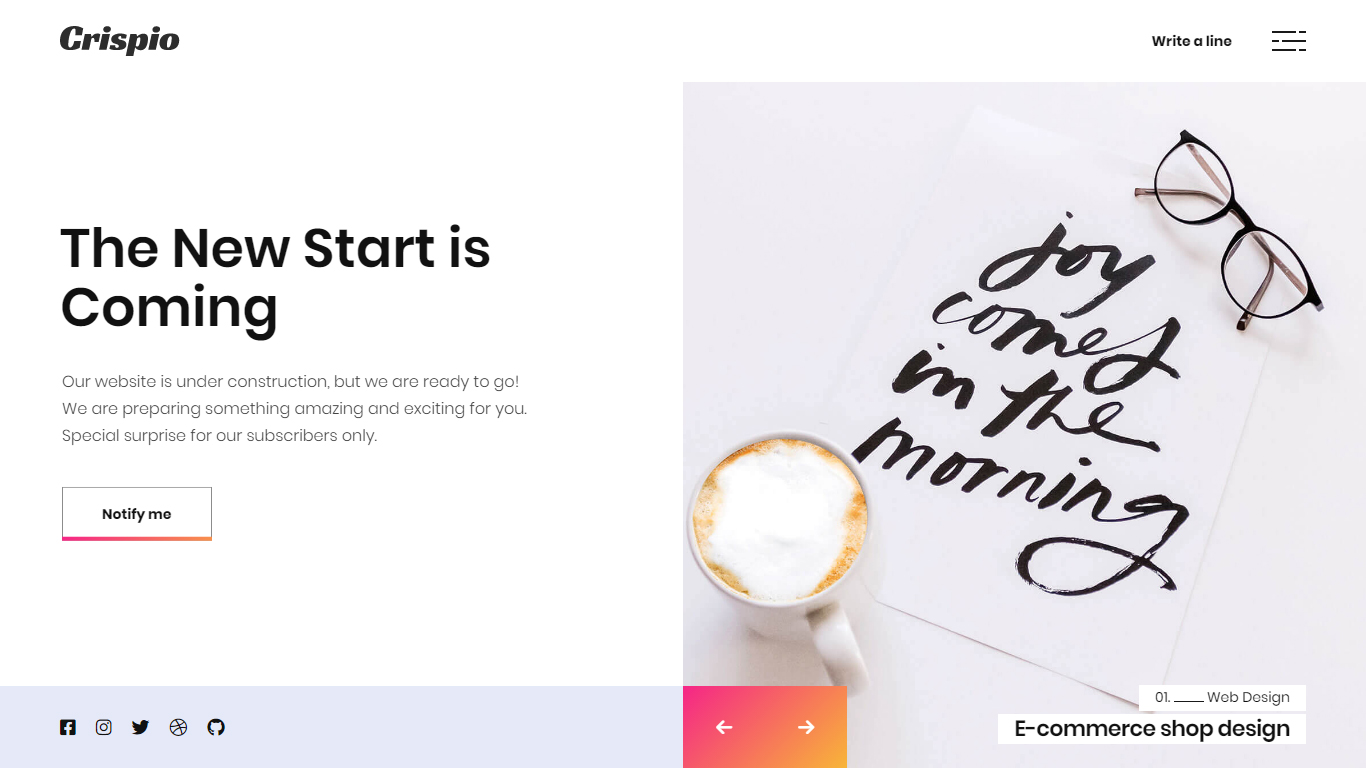 Crispio
Write a line
The New Start is
Coming
Our website is under construction, but we are ready to go!
We are preparing something amazing and exciting for you.
Special surprise for our subscribers only.
Notify me
joy
comes
in the
morning
01. Web Design
E-commerce shop design